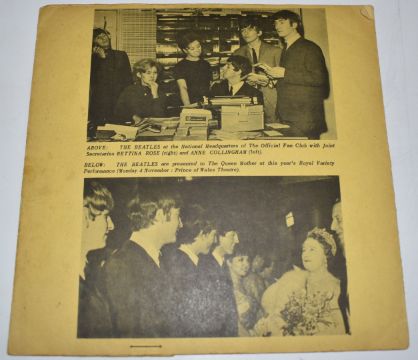 ABOVE: THE BEATLES at the National Headquarters of The Official Fan Club with Joint
Secretaries BETTINA ROSE (right) and ANNE COLLINGHAM (left).
BELOW: THE BEATLES are presented to The Queen Mother at this year's Royal Variety
Performance (Monday 4 November : Prince of Wales Theatre).